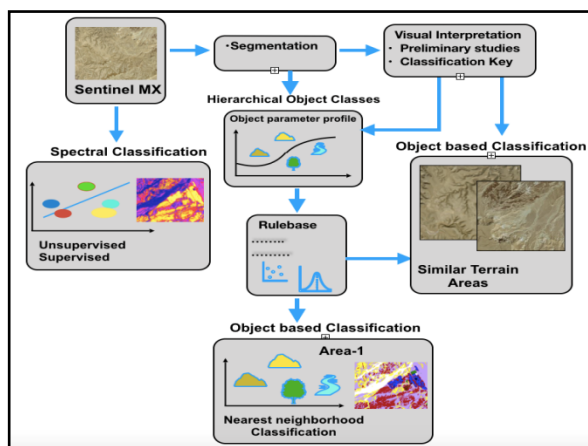 Sentinel MX
•Segmentation
Visual Interpretation
• Preliminary studies
• Classification Key
Hierarchical Object Classes
Object parameter profile
Spectral Classification
Unsupervised
Supervised
Object based Classification
Similar Terrain
Areas
Rulebase
Object based Classification
Area-1
Nearest neighborhood
Classification